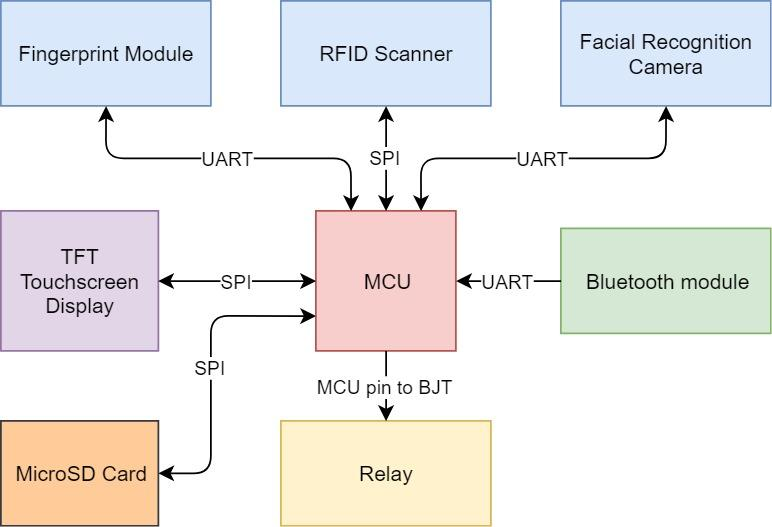 Fingerprint Module
RFID Scanner
Facial Recognition
Camera
UART
SPI
UART
TFT
Touchscreen
Display
SPI
MCU
UART
Bluetooth module
SPI
MCU pin to BJT
MicroSD Card
Relay